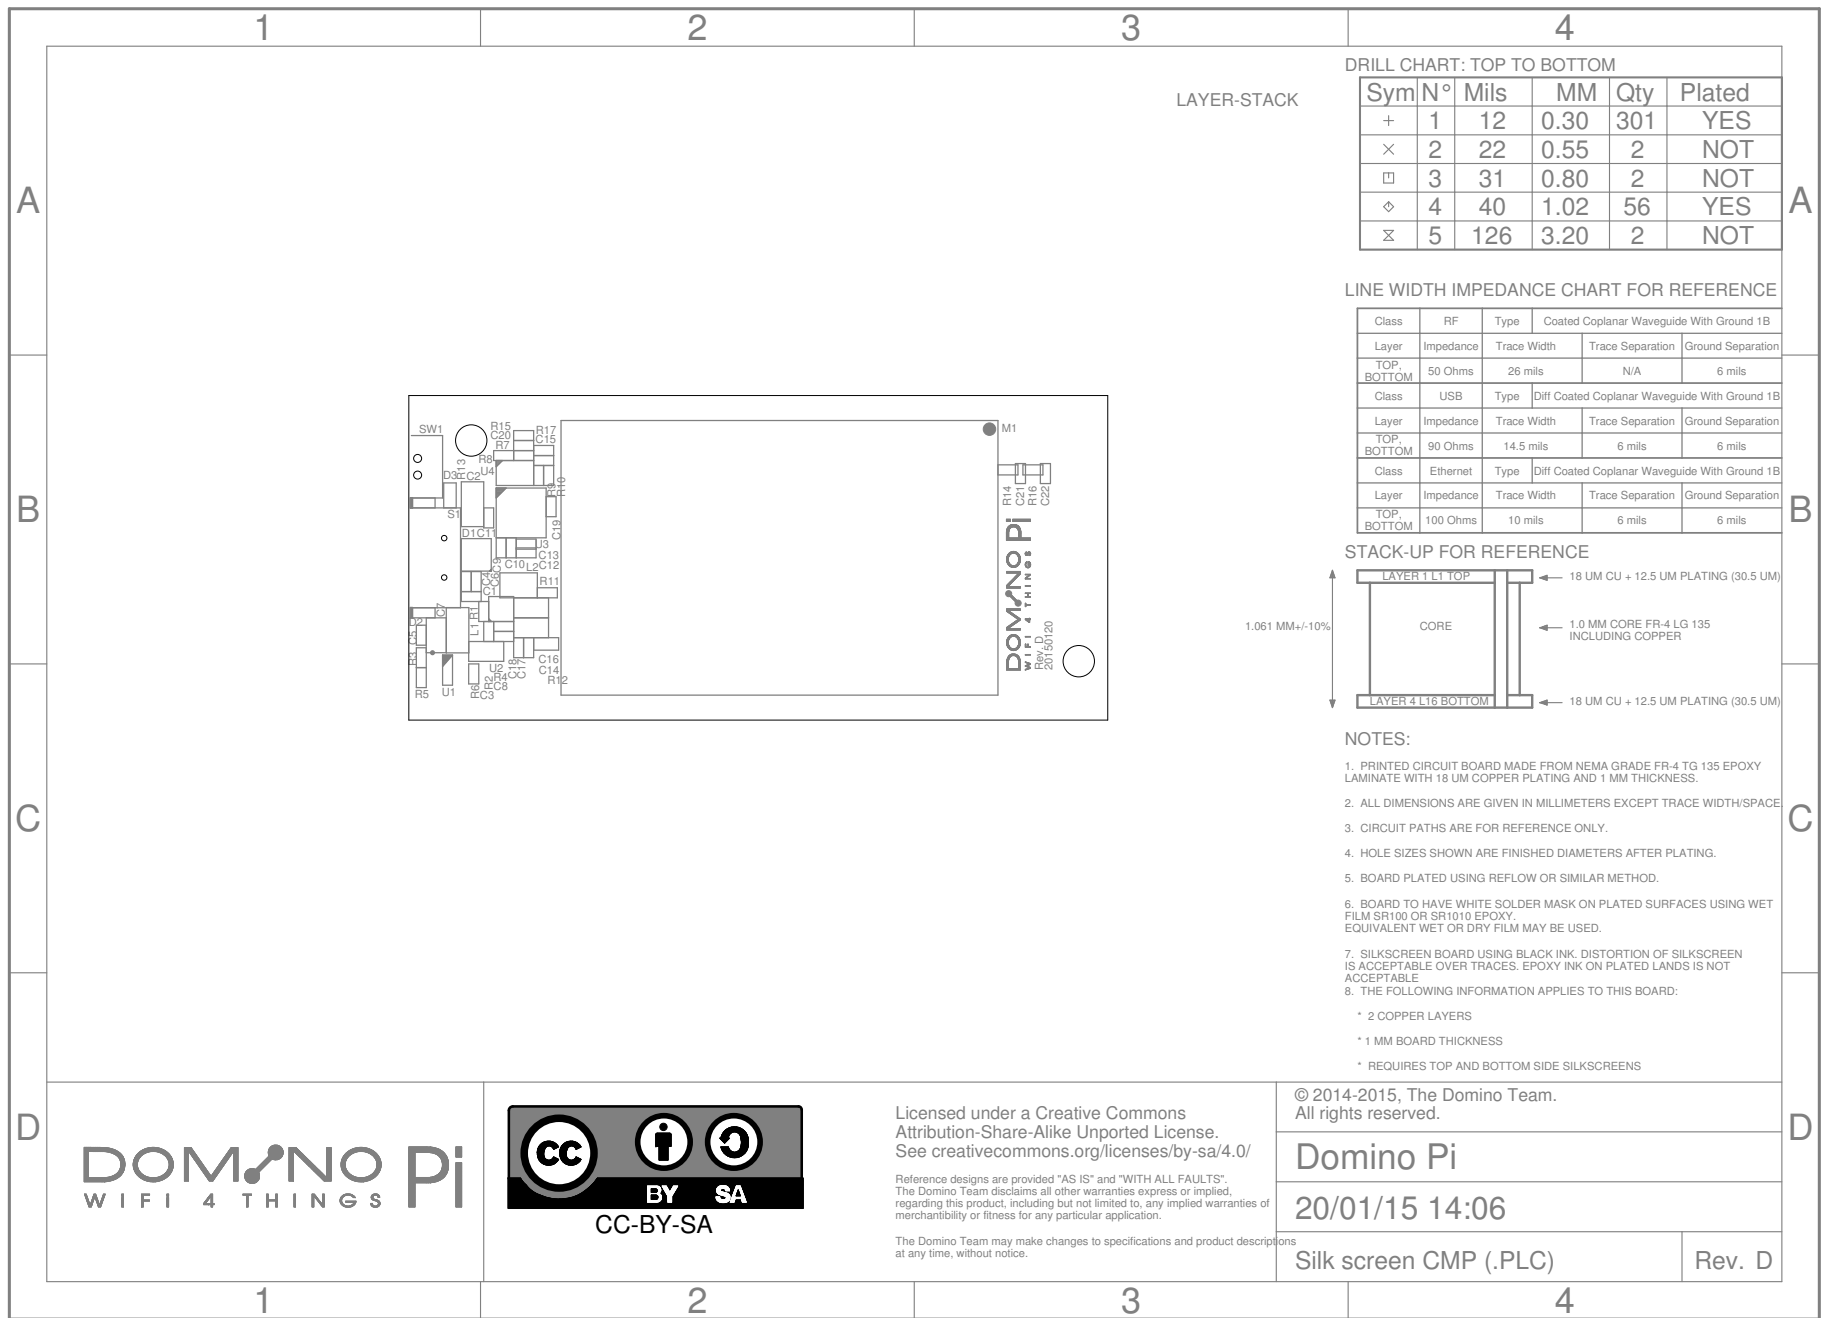 1 2 3 4
A
B
C
D
A
B
C
D
LAYER-STACK
DRILL CHART: TOP TO BOTTOM
Sym N° Mils MM Qty Plated
+ 1 12 0.30 301 YES
× 2 22 0.55 2 NOT
3 31 0.80 2 NOT
4 40 1.02 56 YES
5 126 3.20 2 NOT
LINE WIDTH IMPEDANCE CHART FOR REFERENCE
Class RF Type Coated Coplanar Waveguide With Ground 1B
Layer Impedance Trace Width Trace Separation Ground Separation
TOP, BOTTOM 50 Ohms 26 mils N/A 6 mils
Class USB Type Diff Coated Coplanar Waveguide With Ground 1B
Layer Impedance Trace Width Trace Separation Ground Separation
TOP, BOTTOM 90 Ohms 14.5 mils 6 mils 6 mils
Class Ethernet Type Diff Coated Coplanar Waveguide With Ground 1B
Layer Impedance Trace Width Trace Separation Ground Separation
TOP, BOTTOM 100 Ohms 10 mils 6 mils 6 mils
SW1
R15
C20
R7
R17
C15
R8
U4
R13
D3
C2
S1
R9
R10
C19
D1
C11
U3
C13
C10
L2
C12
C9
C4
C6
C1
R11
C7
R1
D2
C5
L1
R3
C18
C17
C16
C14
R12
U2
R4
C8
R2
C3
R6
R5
U1
M1
R14
C21
R16
C22
DOMINO Pi
WIFI 4 THINGS
Rev. D
20150120
STACK-UP FOR REFERENCE
LAYER 1 L1 TOP
18 UM CU + 12.5 UM PLATING (30.5 UM)
1.061 MM+/-10%
CORE
1.0 MM CORE FR-4 LG 135
INCLUDING COPPER
LAYER 4 L16 BOTTOM
18 UM CU + 12.5 UM PLATING (30.5 UM)
NOTES:
1. PRINTED CIRCUIT BOARD MADE FROM NEMA GRADE FR-4 TG 135 EPOXY
LAMINATE WITH 18 UM COPPER PLATING AND 1 MM THICKNESS.
2. ALL DIMENSIONS ARE GIVEN IN MILLIMETERS EXCEPT TRACE WIDTH/SPACE
3. CIRCUIT PATHS ARE FOR REFERENCE ONLY.
4. HOLE SIZES SHOWN ARE FINISHED DIAMETERS AFTER PLATING.
5. BOARD PLATED USING REFLOW OR SIMILAR METHOD.
6. BOARD TO HAVE WHITE SOLDER MASK ON PLATED SURFACES USING WET
FILM SR100 OR SR1010 EPOXY.
EQUIVALENT WET OR DRY FILM MAY BE USED.
7. SILKSCREEN BOARD USING BLACK INK. DISTORTION OF SILKSCREEN
IS ACCEPTABLE OVER TRACES. EPOXY INK ON PLATED LANDS IS NOT
ACCEPTABLE
8. THE FOLLOWING INFORMATION APPLIES TO THIS BOARD:
* 2 COPPER LAYERS
* 1 MM BOARD THICKNESS
* REQUIRES TOP AND BOTTOM SIDE SILKSCREENS
DOMINO Pi
WIFI 4 THINGS
cc
BY SA
CC-BY-SA
Licensed under a Creative Commons
Attribution-Share-Alike Unported License.
See creativecommons.org/licenses/by-sa/4.0/
Reference designs are provided "AS IS" and "WITH ALL FAULTS".
The Domino Team disclaims all other warranties express or implied,
regarding this product, including but not limited to, any implied warranties of
merchantibility or fitness for any particular application.
The Domino Team may make changes to specifications and product descriptions
at any time, without notice.
© 2014-2015, The Domino Team.
All rights reserved.
Domino Pi
20/01/15 14:06
Silk screen CMP (.PLC)
Rev. D
1 2 3 4